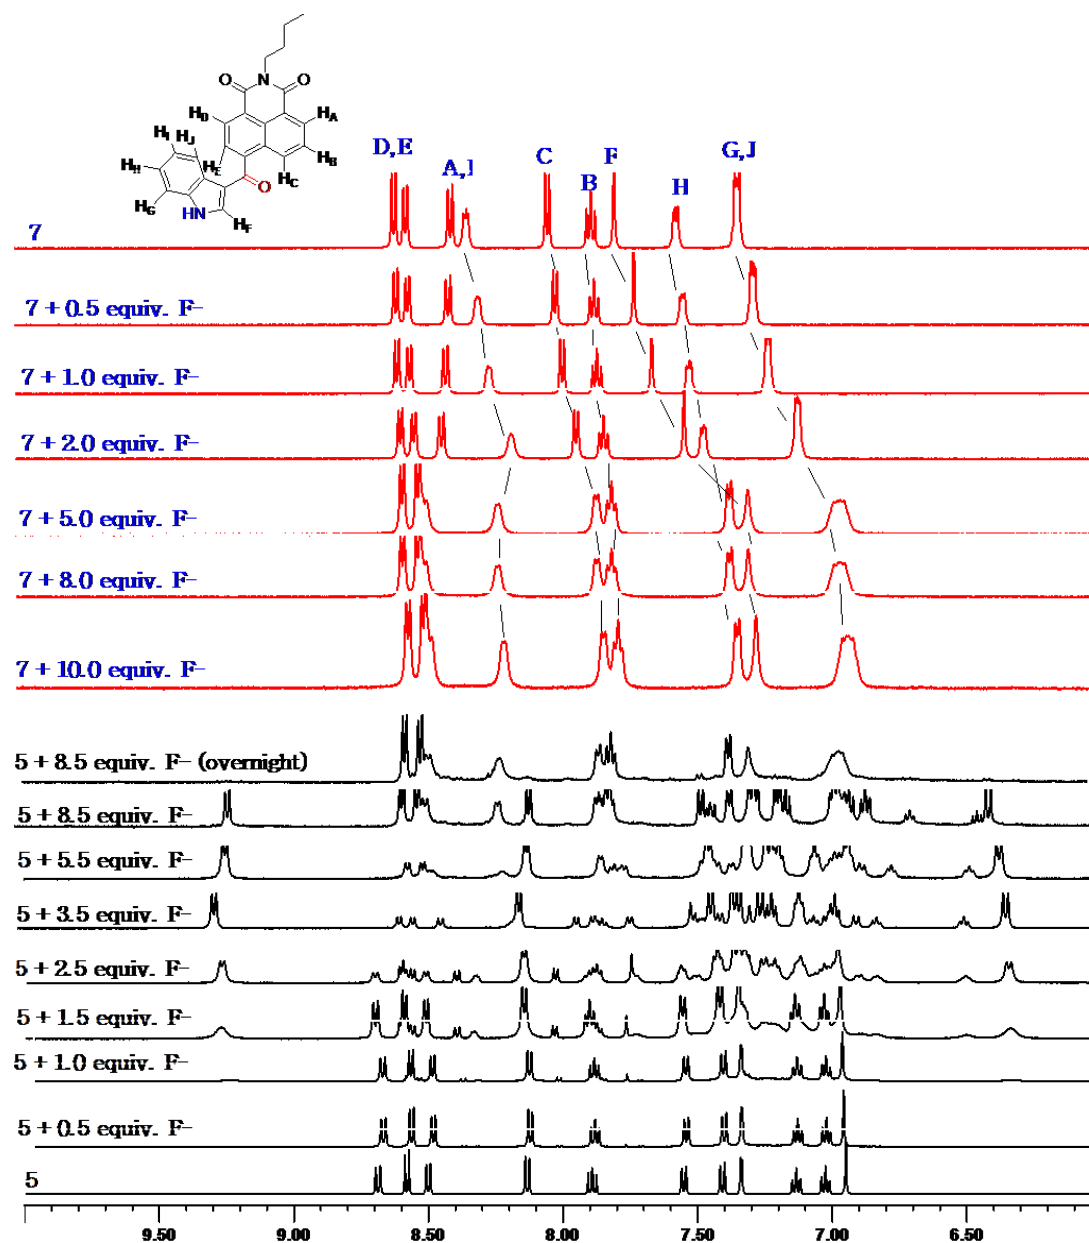 O N O
H_D H_A
H_I H_J
H_H H_E H_B
O H_C
H_G
HN H_F
D, E A, I C B F H G, J
7
7 + 0.5 equiv. F-
7 + 1.0 equiv. F-
7 + 2.0 equiv. F-
7 + 5.0 equiv. F-
7 + 8.0 equiv. F-
7 + 10.0 equiv. F-
5 + 8.5 equiv. F- (overnight)
5 + 8.5 equiv. F-
5 + 5.5 equiv. F-
5 + 3.5 equiv. F-
5 + 2.5 equiv. F-
5 + 1.5 equiv. F-
5 + 1.0 equiv. F-
5 + 0.5 equiv. F-
5
9.50 9.00 8.50 8.00 7.50 7.00 6.50